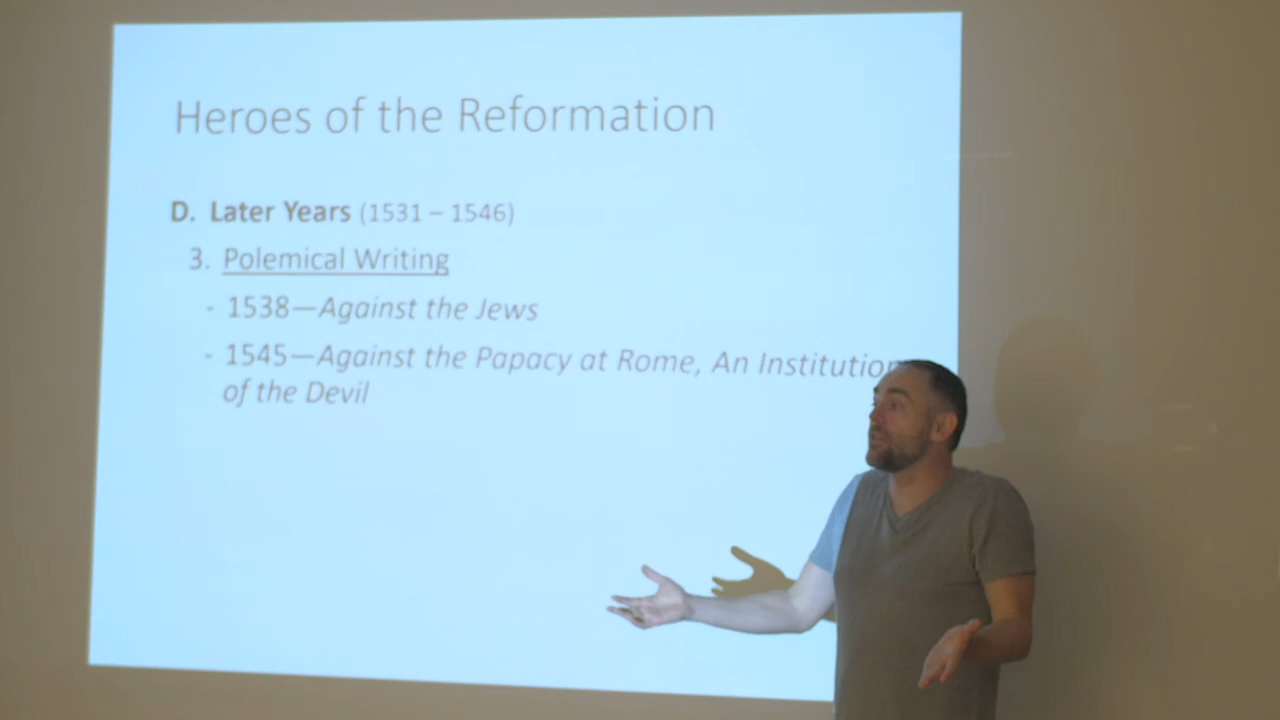 Heroes of the Reformation
D. Later Years (1531 – 1546)
3. Polemical Writing
- 1538—Against the Jews
- 1545—Against the Papacy at Rome, An Institution
of the Devil